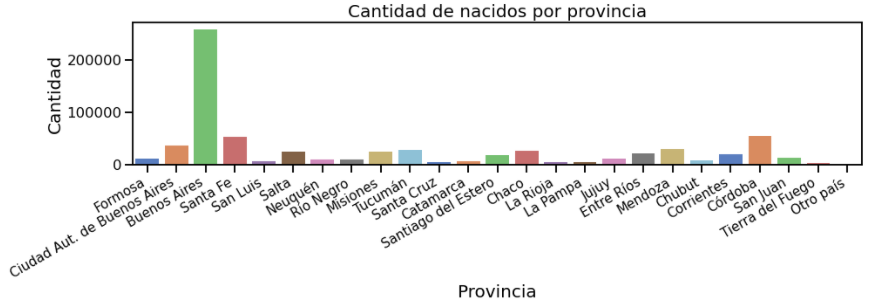 Cantidad de nacidos por provincia
Cantidad
200000
100000
0
Formosa
Ciudad Aut. de Buenos Aires
Buenos Aires
Santa Fe
San Luis
Salta
Neuquén
Río Negro
Misiones
Tucumán
Santa Cruz
Catamarca
Santiago del Estero
Chaco
La Rioja
La Pampa
Jujuy
Entre Ríos
Mendoza
Chubut
Corrientes
Córdoba
San Juan
Tierra del Fuego
Otro país
Provincia